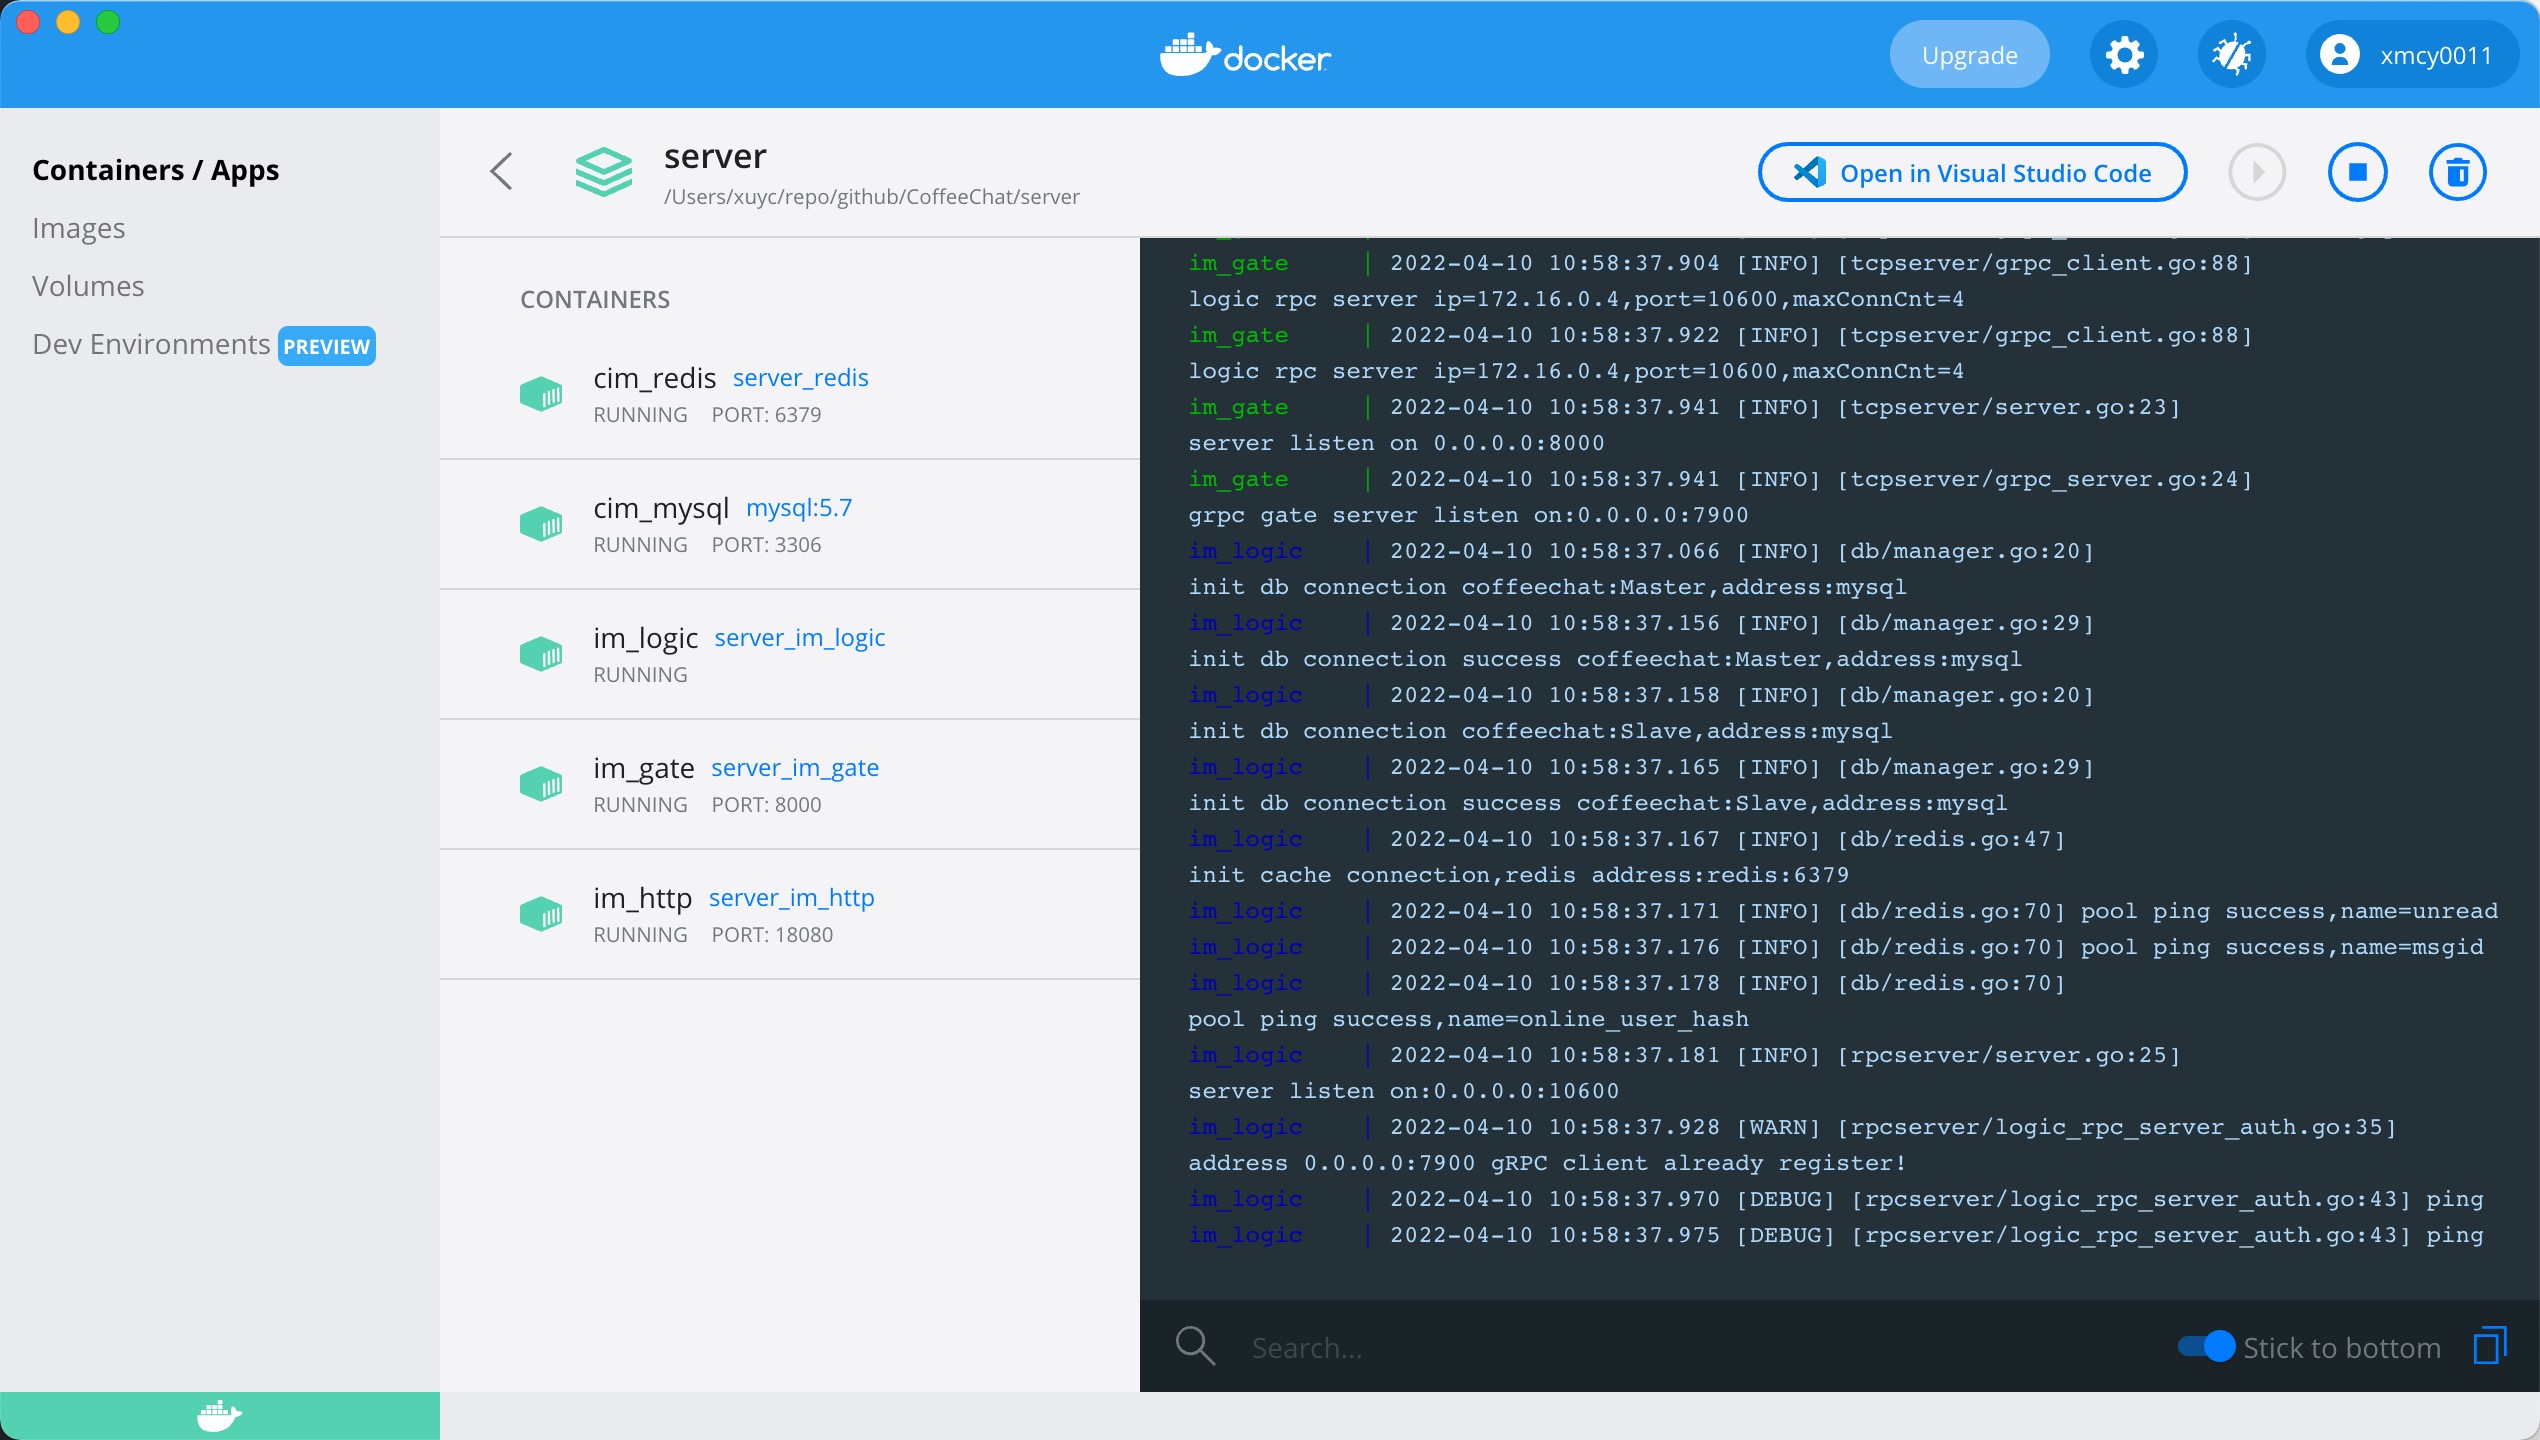 docker
Upgrade
xmcy0011
Containers / Apps
Images
Volumes
Dev Environments PREVIEW
server
/Users/xuyc/repo/github/CoffeeChat/server
Open in Visual Studio Code
CONTAINERS
cim_redis server_redis
RUNNING PORT: 6379
cim_mysql mysql:5.7
RUNNING PORT: 3306
im_logic server_im_logic
RUNNING
im_gate server_im_gate
RUNNING PORT: 8000
im_http server_im_http
RUNNING PORT: 18080
im_gate | 2022-04-10 10:58:37.904 [INFO] [tcpserver/grpc_client.go:88]
logic rpc server ip=172.16.0.4,port=10600,maxConnCnt=4
im_gate | 2022-04-10 10:58:37.922 [INFO] [tcpserver/grpc_client.go:88]
logic rpc server ip=172.16.0.4,port=10600,maxConnCnt=4
im_gate | 2022-04-10 10:58:37.941 [INFO] [tcpserver/server.go:23]
server listen on 0.0.0.0:8000
im_gate | 2022-04-10 10:58:37.941 [INFO] [tcpserver/grpc_server.go:24]
grpc gate server listen on:0.0.0.0:7900
im_logic | 2022-04-10 10:58:37.066 [INFO] [db/manager.go:20]
init db connection coffeechat:Master,address:mysql
im_logic | 2022-04-10 10:58:37.156 [INFO] [db/manager.go:29]
init db connection success coffeechat:Master,address:mysql
im_logic | 2022-04-10 10:58:37.158 [INFO] [db/manager.go:20]
init db connection coffeechat:Slave,address:mysql
im_logic | 2022-04-10 10:58:37.165 [INFO] [db/manager.go:29]
init db connection success coffeechat:Slave,address:mysql
im_logic | 2022-04-10 10:58:37.167 [INFO] [db/redis.go:47]
init cache connection,redis address:redis:6379
im_logic | 2022-04-10 10:58:37.171 [INFO] [db/redis.go:70] pool ping success,name=unread
im_logic | 2022-04-10 10:58:37.176 [INFO] [db/redis.go:70] pool ping success,name=msgid
im_logic | 2022-04-10 10:58:37.178 [INFO] [db/redis.go:70]
pool ping success,name=online_user_hash
im_logic | 2022-04-10 10:58:37.181 [INFO] [rpcserver/server.go:25]
server listen on:0.0.0.0:10600
im_logic | 2022-04-10 10:58:37.928 [WARN] [rpcserver/logic_rpc_server_auth.go:35]
address 0.0.0.0:7900 gRPC client already register!
im_logic | 2022-04-10 10:58:37.970 [DEBUG] [rpcserver/logic_rpc_server_auth.go:43] ping
im_logic | 2022-04-10 10:58:37.975 [DEBUG] [rpcserver/logic_rpc_server_auth.go:43] ping
Search...
Stick to bottom